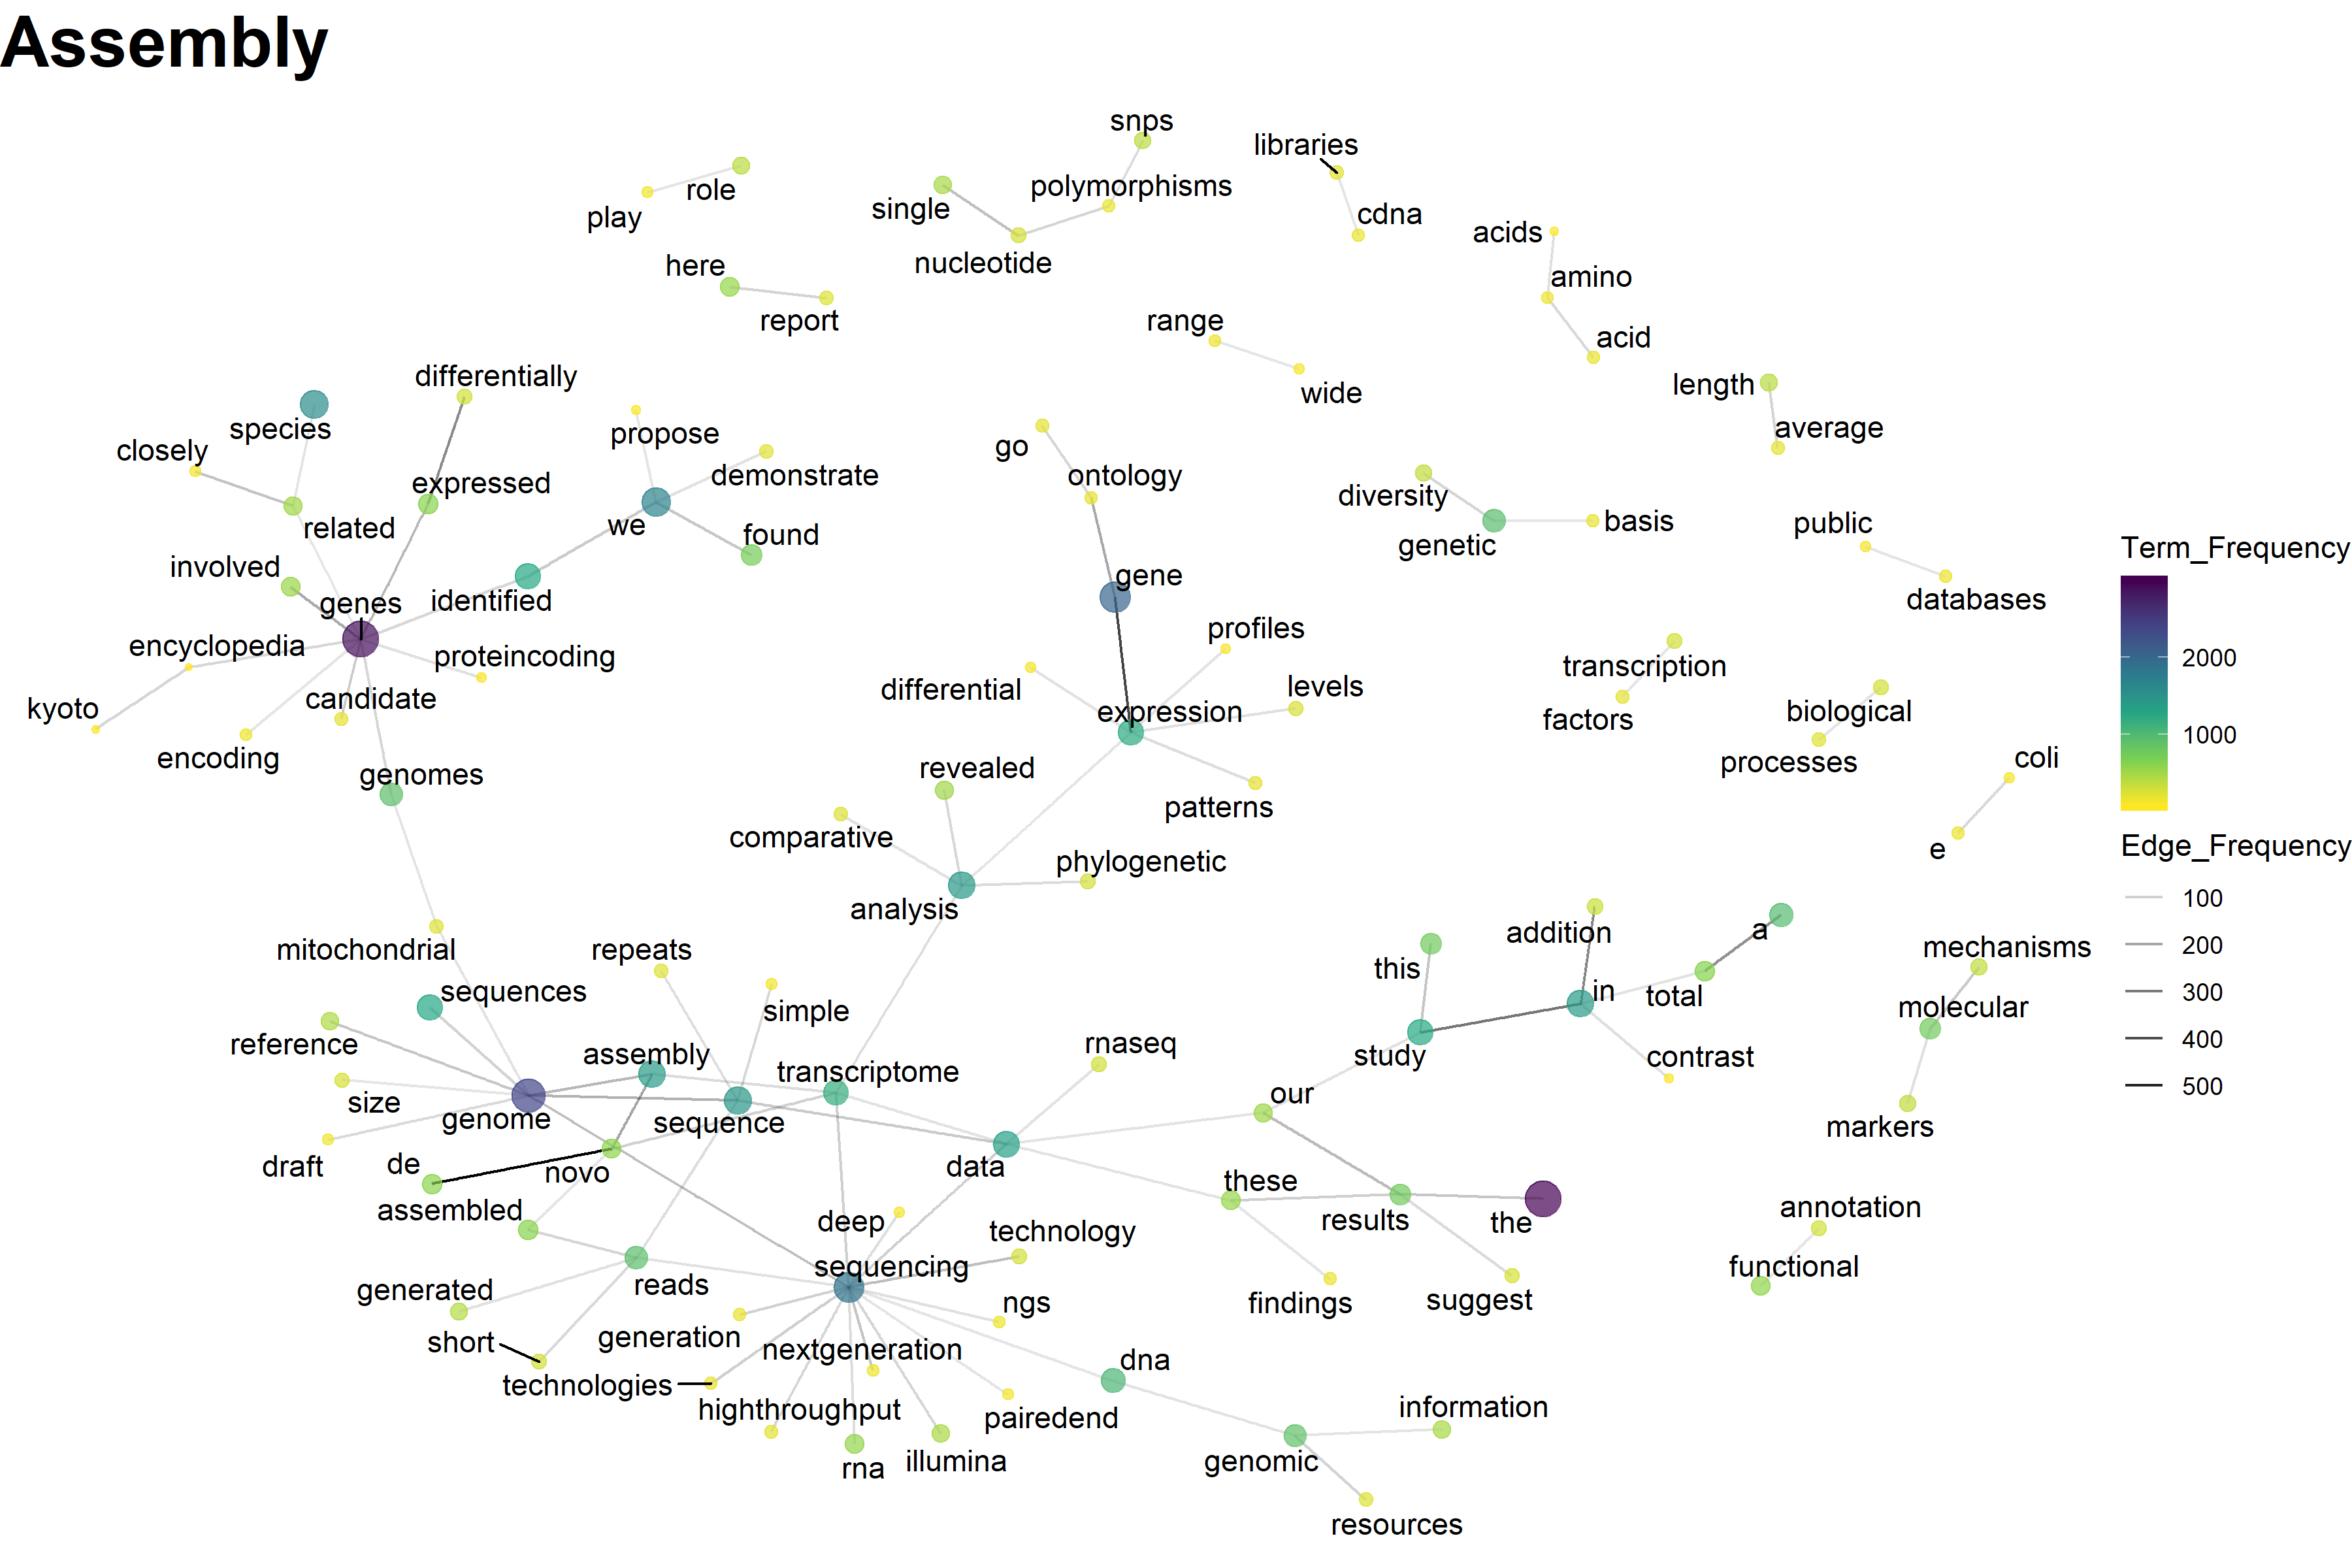 Assembly
snps
libraries
role
polymorphisms
single
play
cdna
acids
nucleotide
here
amino
report
range
acid
differentially
length
wide
species
propose
average
closely
go
demonstrate
ontology
expressed
diversity
related
we
found
basis
public
genetic
involved
gene
Term_Frequency
genes
identified
databases
encyclopedia
proteincoding
profiles
2000
transcription
differential
levels
candidate
kyoto
expression
factors
biological
1000
encoding
genomes
revealed
processes
coli
patterns
comparative
phylogenetic
e
Edge_Frequency
analysis
100
addition
a
mitochondrial
repeats
this
mechanisms
200
sequences
simple
in
total
molecular
300
reference
assembly
rnaseq
400
transcriptome
study
contrast
size
our
500
genome
sequence
markers
draft
de
novo
data
these
assembled
deep
results
the
annotation
technology
sequencing
functional
generated
reads
findings
suggest
ngs
short
generation
nextgeneration
dna
technologies
highthroughput
pairedend
information
rna
illumina
genomic
resources